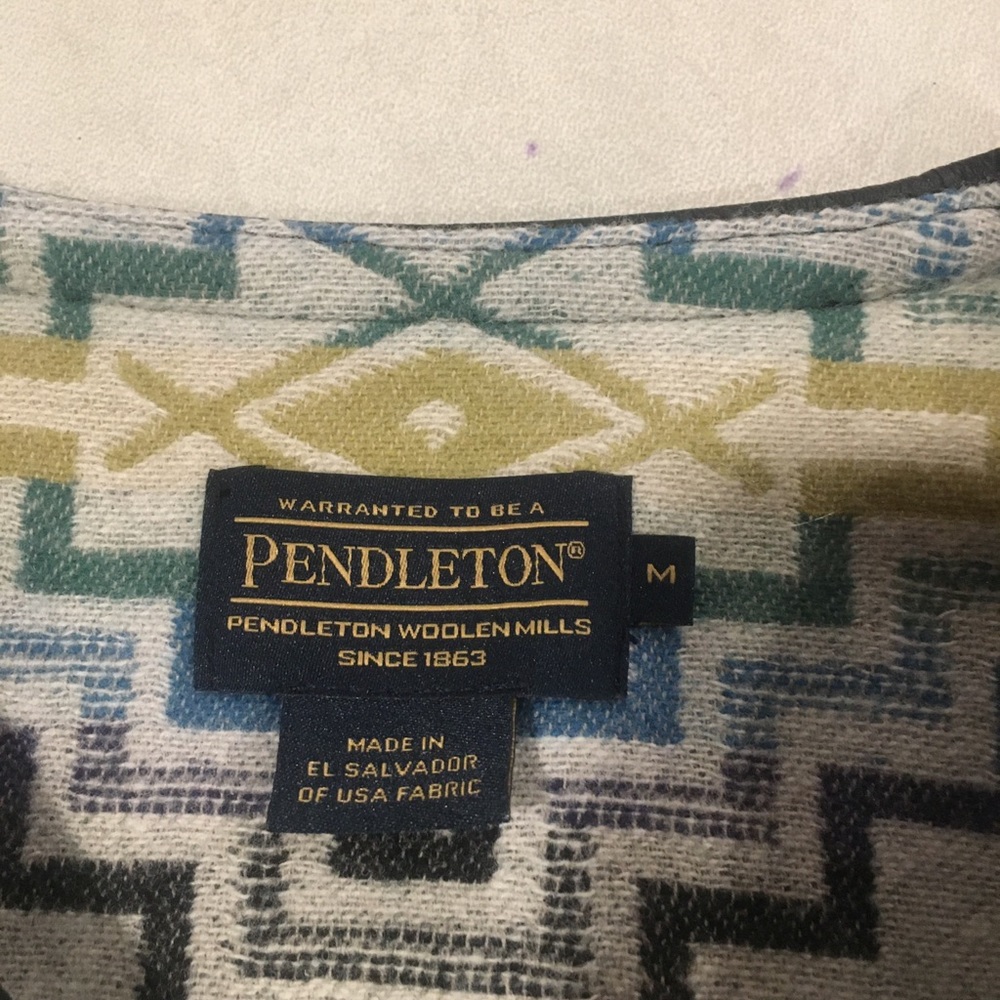 WARRANTED TO BE A
PENDLETON®
PENDLETON WOOLEN MILLS
SINCE 1863
M
MADE IN
EL SALVADOR
OF USA FABRIC